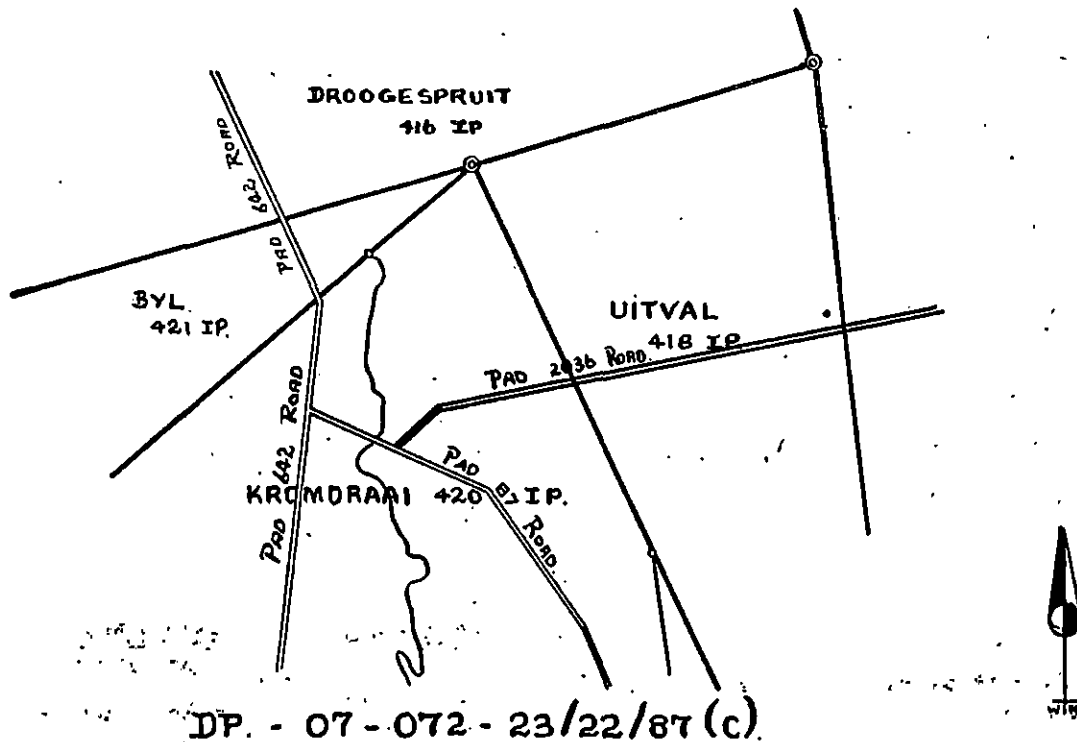 DROOGESPRUIT
416 IP
PAD 642 ROAD
BYL
421 IP.
UITVAL
418 IP
PAD 2036 ROAD.
PAD 642 ROAD
PAD 87 ROAD.
KROMDRAAI 420 IP.
DP. - 07 - 072 - 23/22/87 (C)